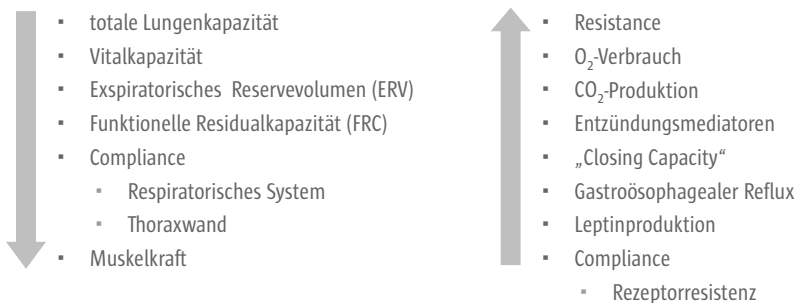 ▪ totale Lungenkapazität
▪ Vitalkapazität
▪ Exspiratorisches Reservevolumen (ERV)
▪ Funktionelle Residualkapazität (FRC)
▪ Compliance
▪ Respiratorisches System
▪ Thoraxwand
▪ Muskelkraft
▪ Resistance
▪ O₂-Verbrauch
▪ CO₂-Produktion
▪ Entzündungsmediatoren
▪ „Closing Capacity“
▪ Gastroösophagealer Reflux
▪ Leptinproduktion
▪ Compliance
▪ Rezeptorresistenz